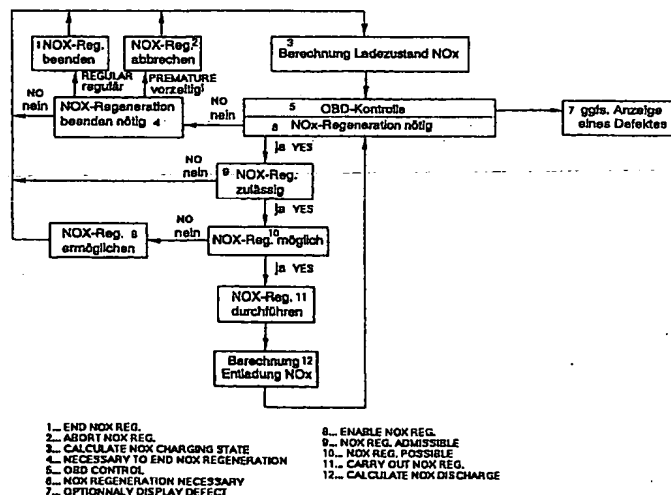 1 NOX-Reg.
beenden
NOX-Reg. 2
abbrechen
3
Berechnung Ladezustand NOx
REGULAR
regulär
PREMATURE
vorzeitig!
NO
nein
NOX-Regeneration
beenden nötig 4
NO
nein
5 OBD-Kontrolle
6 NOx-Regeneration nötig
7 ggfs. Anzeige
eines Defektes
ja YES
NO
nein
9 NOX-Reg.
zulässig
ja YES
NOX-Reg. 8
ermöglichen
NO
nein
10
NOX-Reg. möglich
ja YES
NOX-Reg. 11
durchführen
Berechnung 12
Entladung NOx
1... END NOX REG.
2... ABORT NOX REG.
3... CALCULATE NOX CHARGING STATE
4... NECESSARY TO END NOX REGENERATION
5... OBD CONTROL
6... NOX REGENERATION NECESSARY
7... OPTIONNALY DISPLAY DEFECT
8... ENABLE NOX REG.
9... NOX REG. ADMISSIBLE
10... NOX REG. POSSIBLE
11... CARRY OUT NOX REG.
12... CALCULATE NOX DISCHARGE